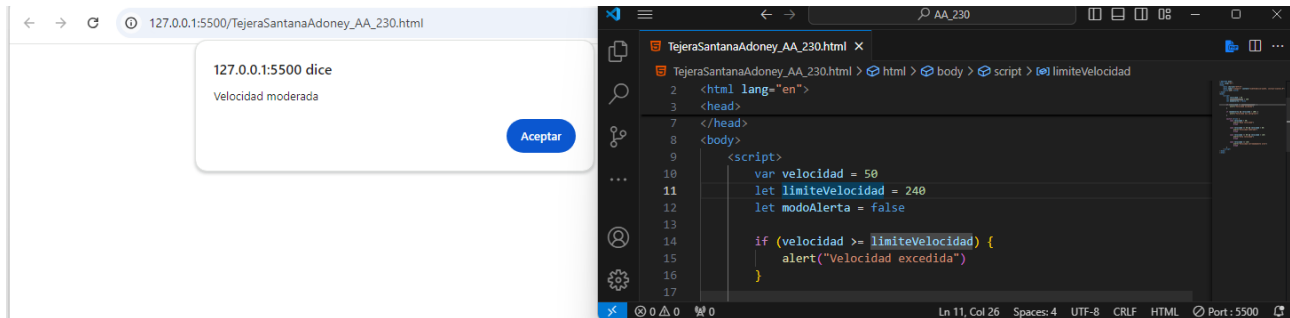 127.0.0.1:5500/TejeraSantanaAdoney_AA_230.html
127.0.0.1:5500 dice
Velocidad moderada
Aceptar
AA_230
TejeraSantanaAdoney_AA_230.html
TejeraSantanaAdoney_AA_230.html > html > body > script > limiteVelocidad
2 <html lang="en">
3 <head>
7 </head>
8 <body>
9 <script>
10 var velocidad = 50
11 let limiteVelocidad = 240
12 let modoAlerta = false
13
14 if (velocidad >= limiteVelocidad) {
15 alert("Velocidad excedida")
16 }
17
0 0 0 Ln 11, Col 26 Spaces: 4 UTF-8 CRLF HTML Port : 5500